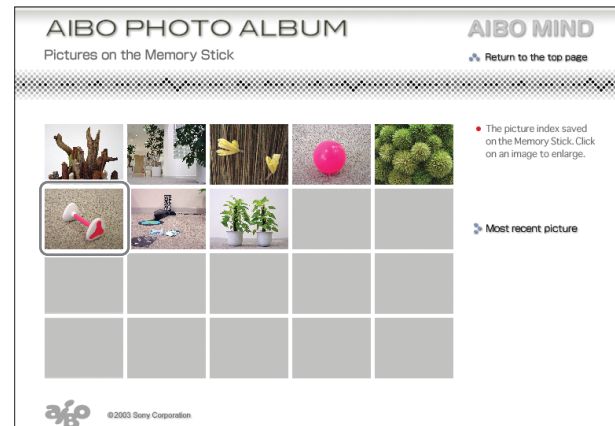 AIBO PHOTO ALBUM
AIBO MIND
Pictures on the Memory Stick
Return to the top page
The picture index saved
on the Memory Stick. Click
on an image to enlarge.
Most recent picture
aibo
©2003 Sony Corporation